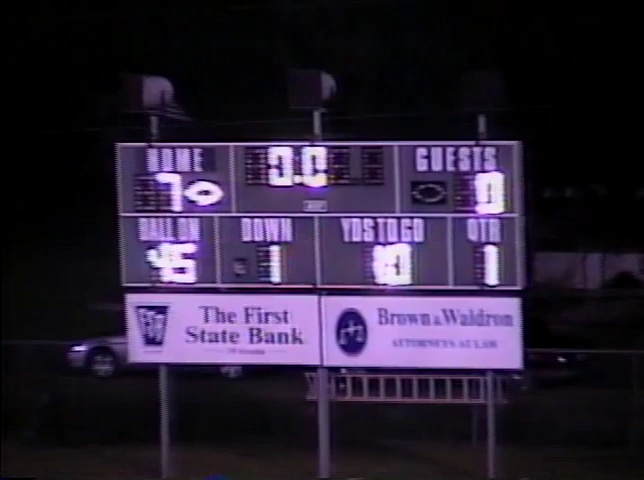 HOME 3.0 GUESTS
7 0
BALL ON DOWN YDS TO GO QTR
45 1 10 1
The First
State Bank
Brown & Waldron
ATTORNEYS AT LAW